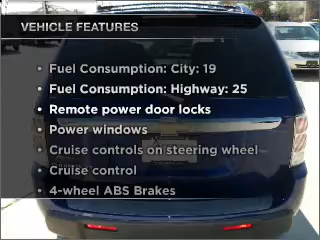 VEHICLE FEATURES
• Fuel Consumption: City: 19
• Fuel Consumption: Highway: 25
• Remote power door locks
• Power windows
• Cruise controls on steering wheel
• Cruise control
• 4-wheel ABS Brakes